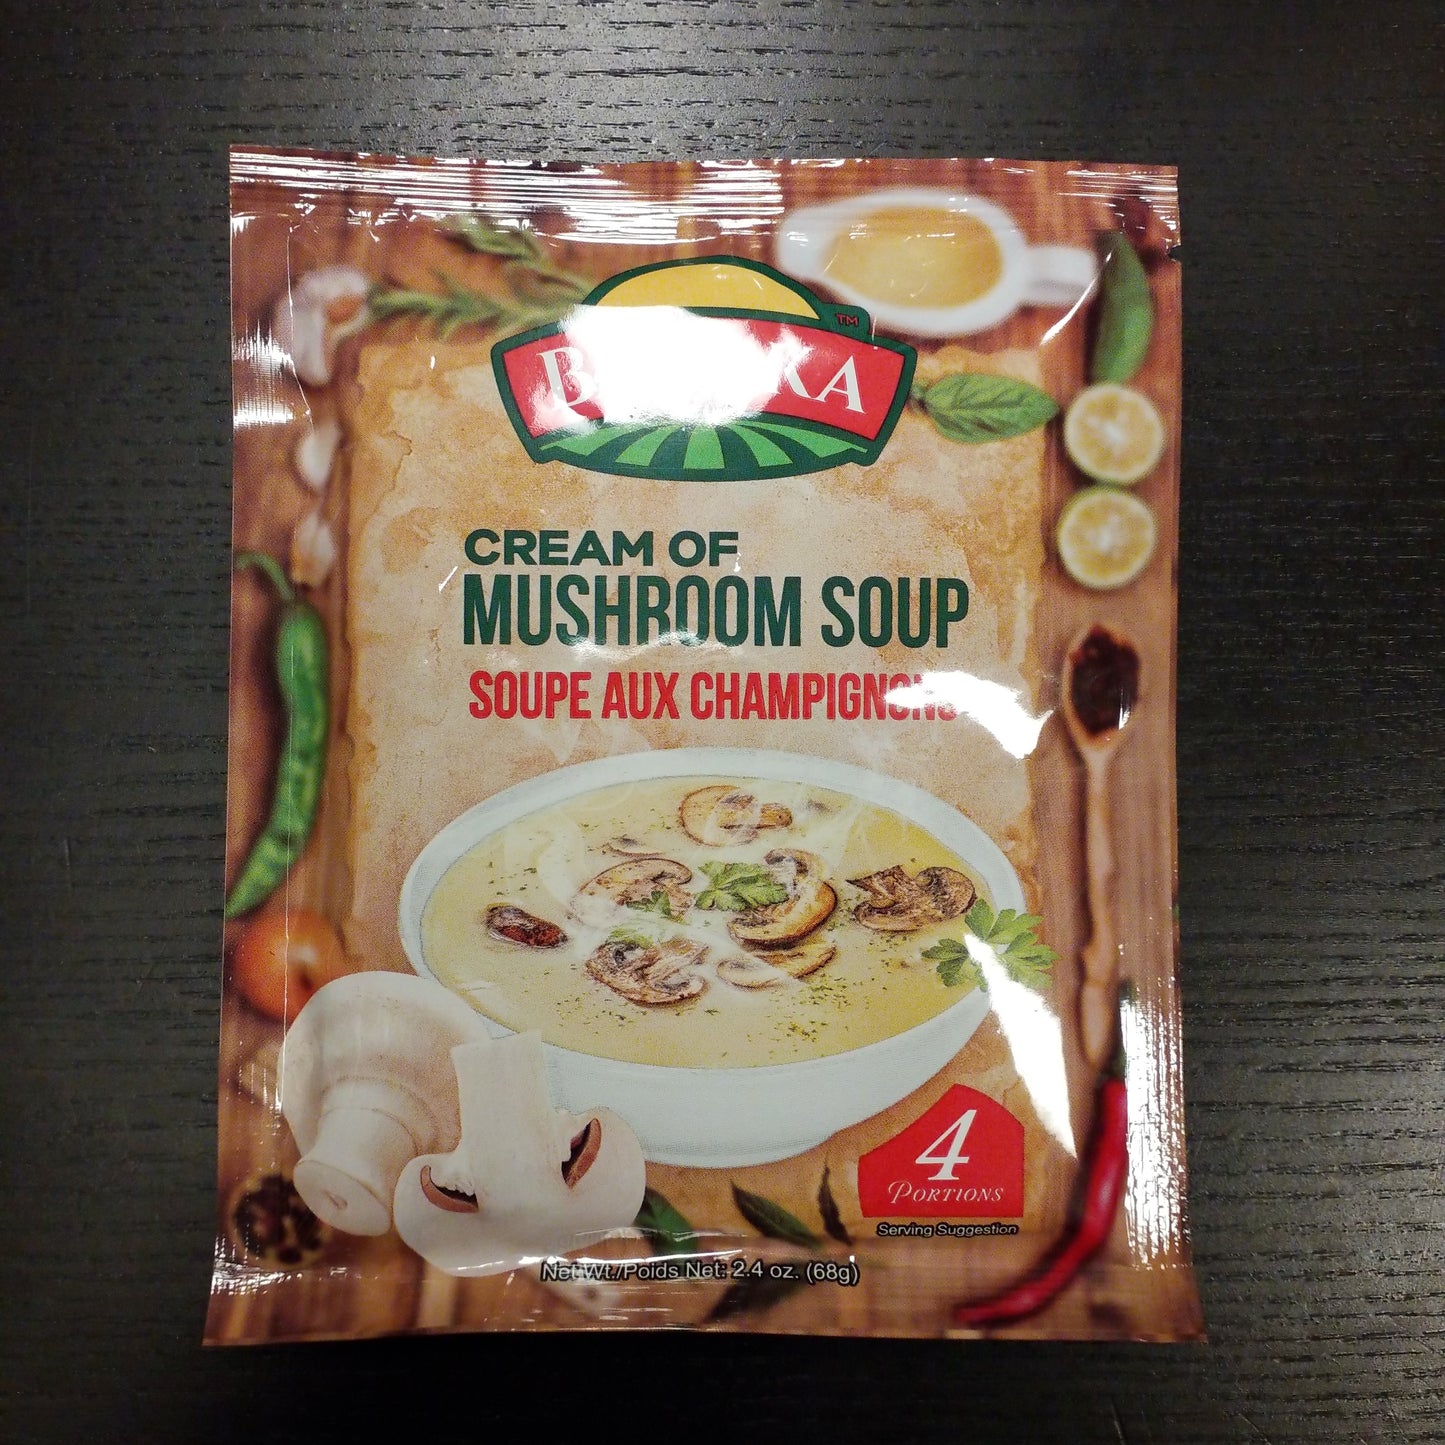 TM
CREAM OF
MUSHROOM SOUP
SOUPE AUX CHAMPIGNONS
4
PORTIONS
Serving Suggestion
Net Wt./Poids Net: 2.4 oz. (68g)